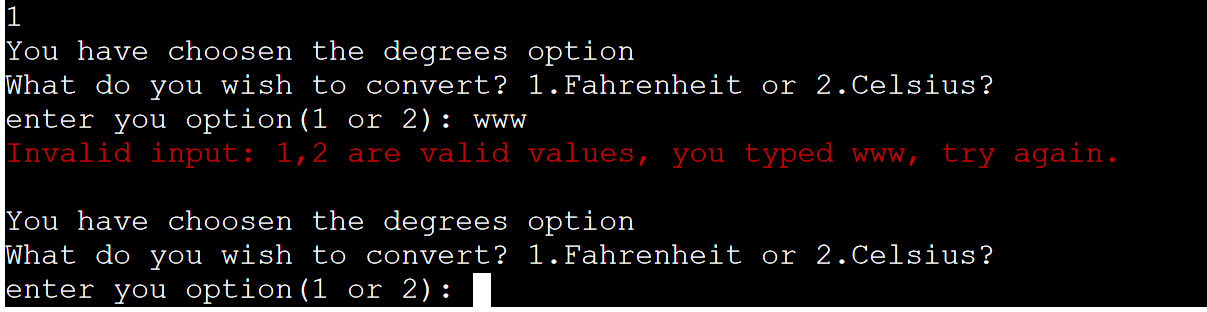 1
You have choosen the degrees option
What do you wish to convert? 1.Fahrenheit or 2.Celsius?
enter you option(1 or 2): www
Invalid input: 1,2 are valid values, you typed www, try again.
You have choosen the degrees option
What do you wish to convert? 1.Fahrenheit or 2.Celsius?
enter you option(1 or 2):